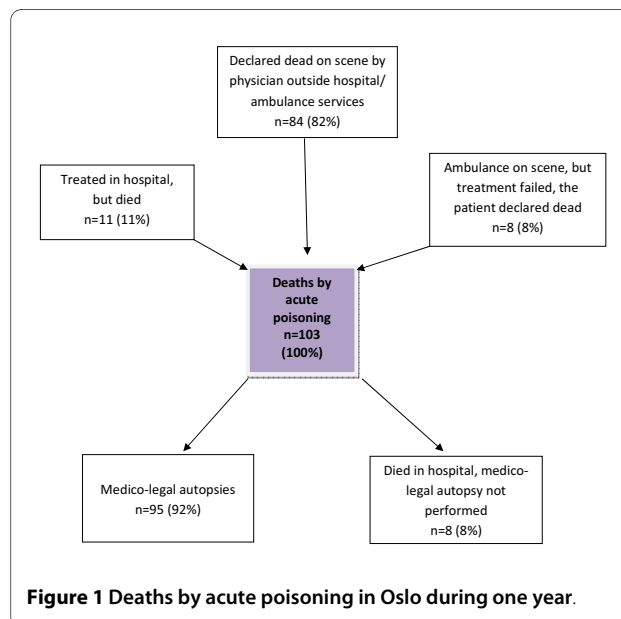 Declared dead on scene by
physician outside hospital/
ambulance services
n=84 (82%)
Treated in hospital,
but died
n=11 (11%)
Ambulance on scene, but
treatment failed, the
patient declared dead
n=8 (8%)
Deaths by
acute
poisoning
n=103
(100%)
Medico-legal autopsies
n=95 (92%)
Died in hospital, medico-
legal autopsy not
performed
n=8 (8%)
Figure 1 Deaths by acute poisoning in Oslo during one year.